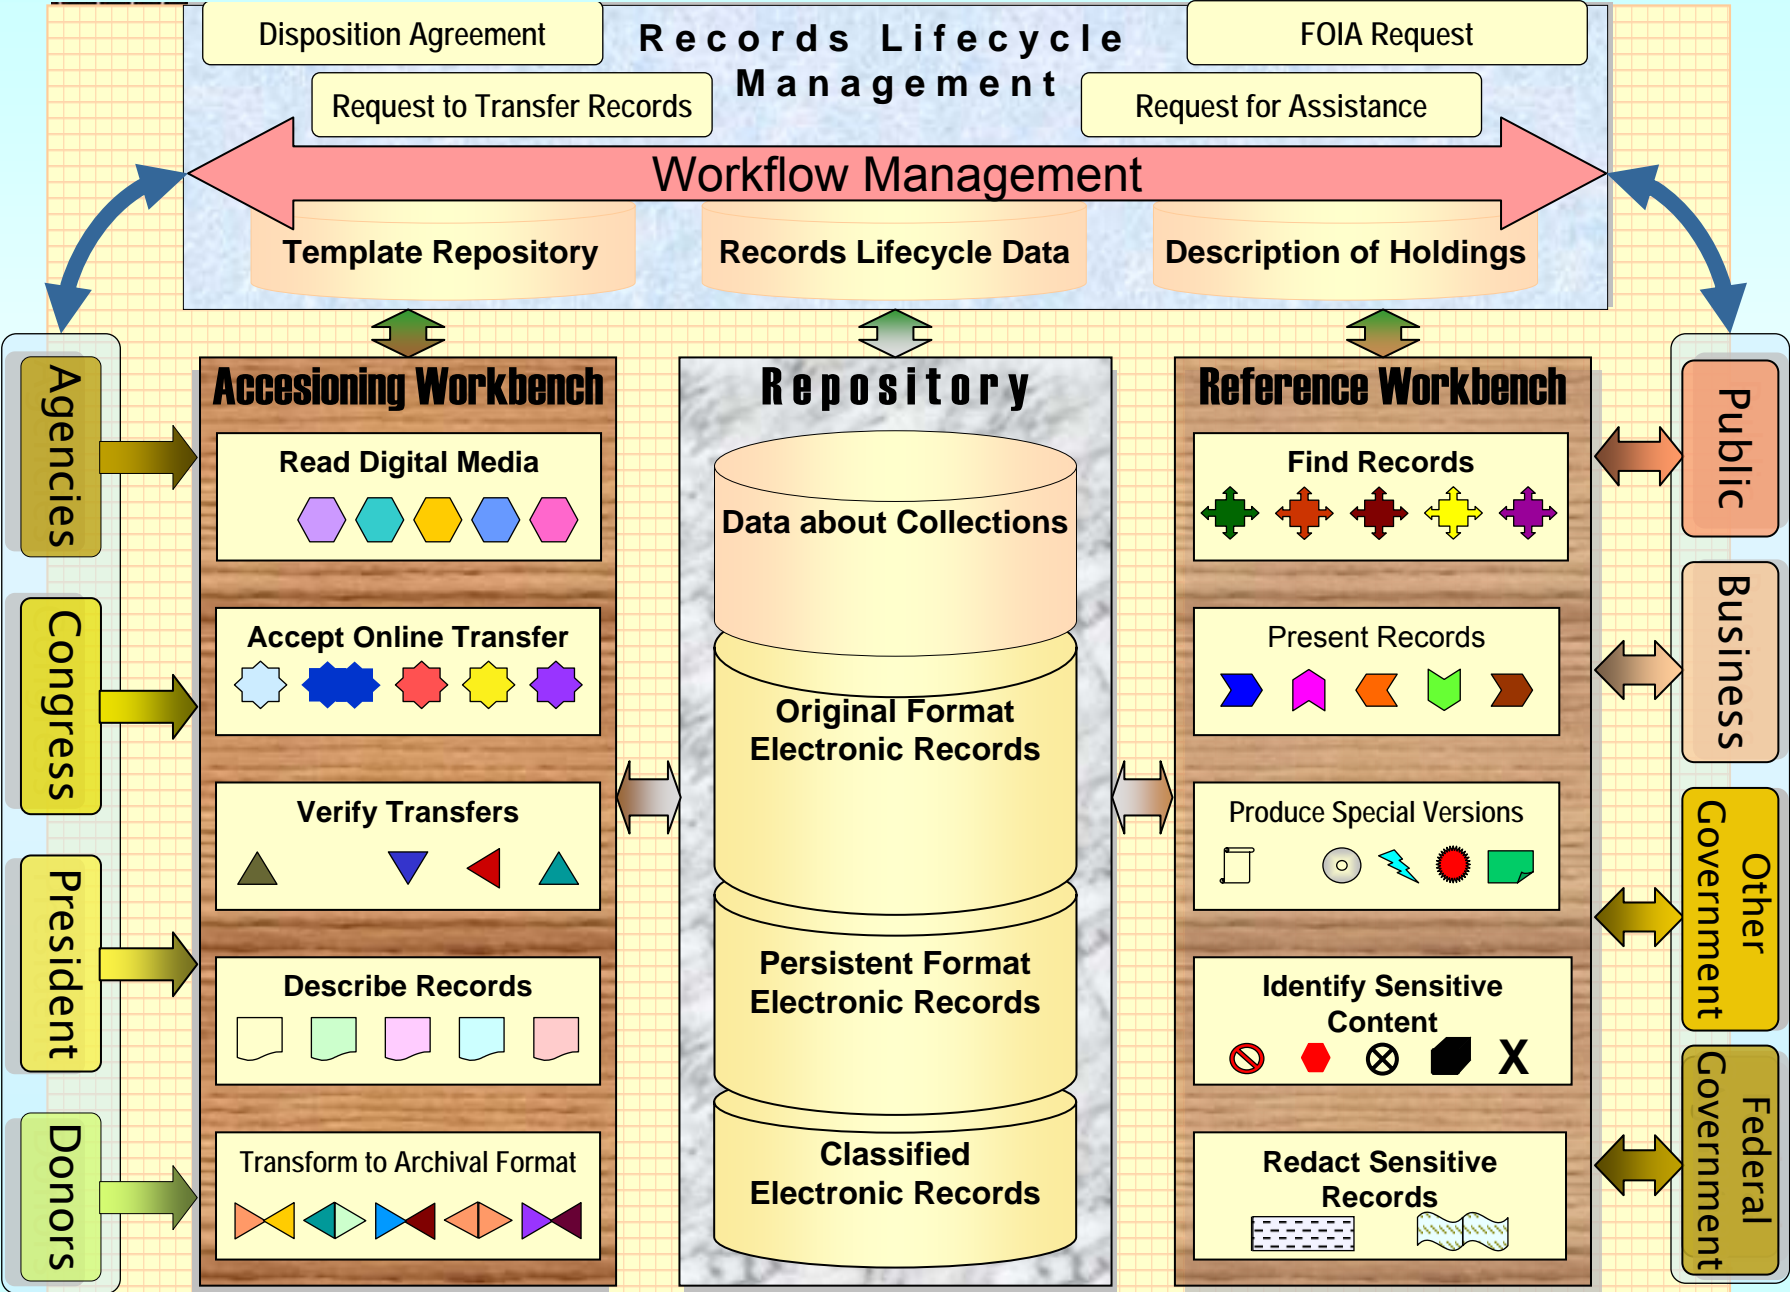 Disposition Agreement
Records Lifecycle
Management
FOIA Request
Request to Transfer Records
Request for Assistance
Workflow Management
Template Repository
Records Lifecycle Data
Description of Holdings
Agencies
Congress
President
Donors
Accesioning Workbench
Read Digital Media
Accept Online Transfer
Verify Transfers
Describe Records
Transform to Archival Format
Repository
Data about Collections
Original Format
Electronic Records
Persistent Format
Electronic Records
Classified
Electronic Records
Reference Workbench
Find Records
Present Records
Produce Special Versions
Identify Sensitive
Content
X
Redact Sensitive
Records
Public
Business
Other
Government
Federal
Government